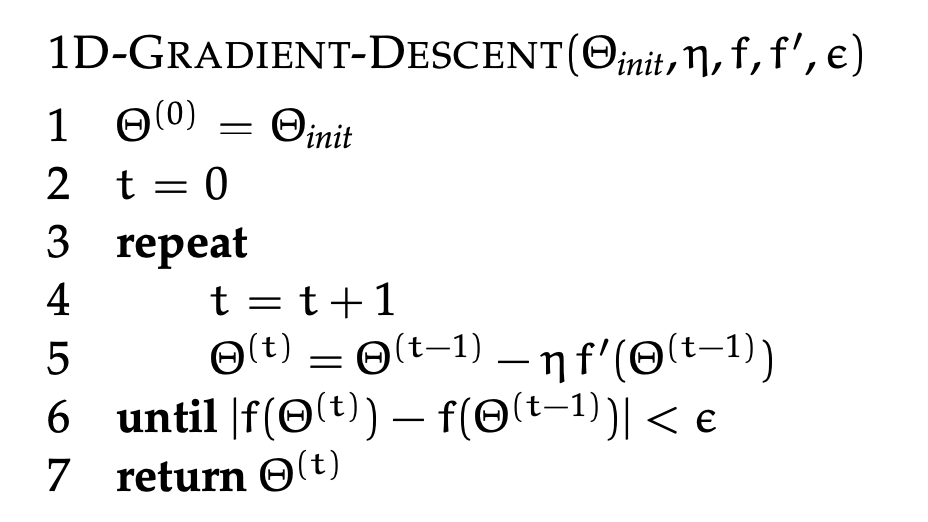 1D-GRADIENT-DESCENT(Θ_init, η, f, f′, ϵ)
1 Θ^(0) = Θ_init
2 t = 0
3 repeat
4 t = t + 1
5 Θ^(t) = Θ^(t−1) − η f′(Θ^(t−1))
6 until |f(Θ^(t)) − f(Θ^(t−1))| < ϵ
7 return Θ^(t)